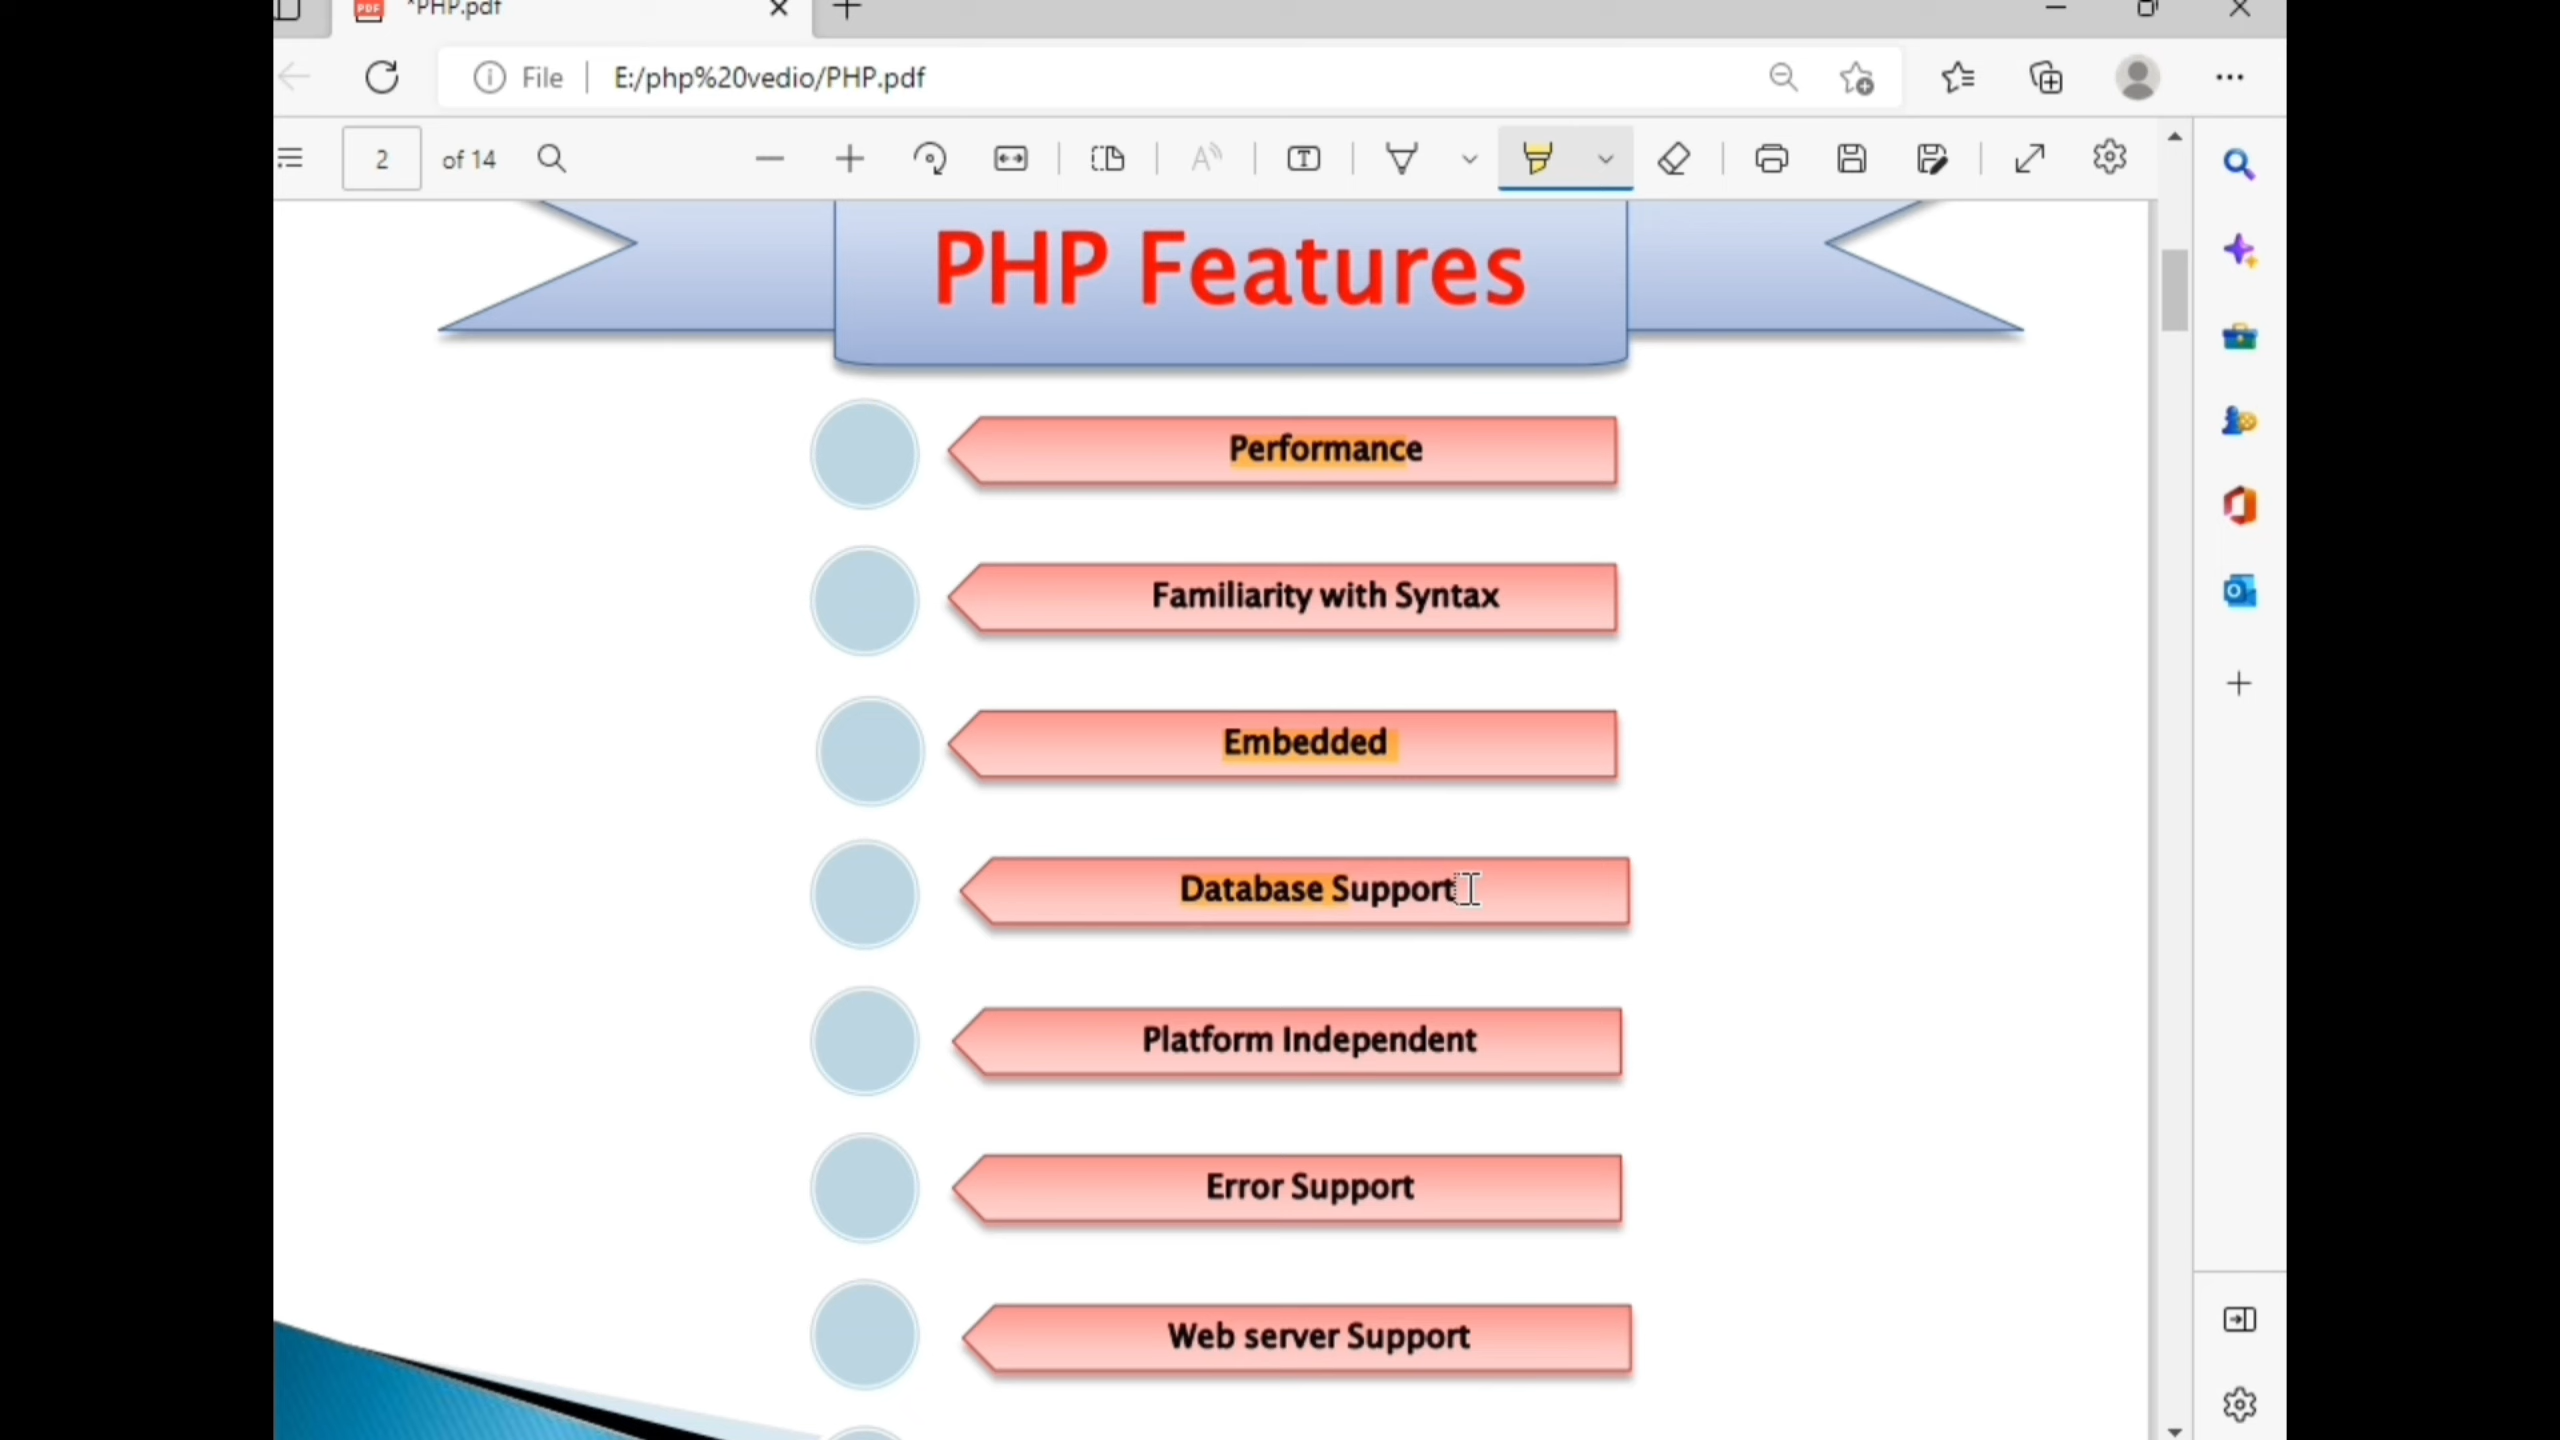 *PHP.pdf
File
E:/php%20vedio/PHP.pdf
2 of 14
PHP Features
Performance
Familiarity with Syntax
Embedded
Database Support
Platform Independent
Error Support
Web server Support